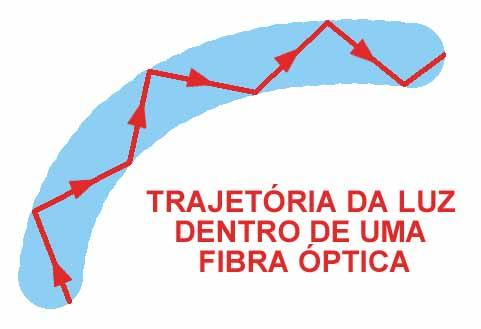 TRAJETÓRIA DA LUZ
DENTRO DE UMA
FIBRA ÓPTICA